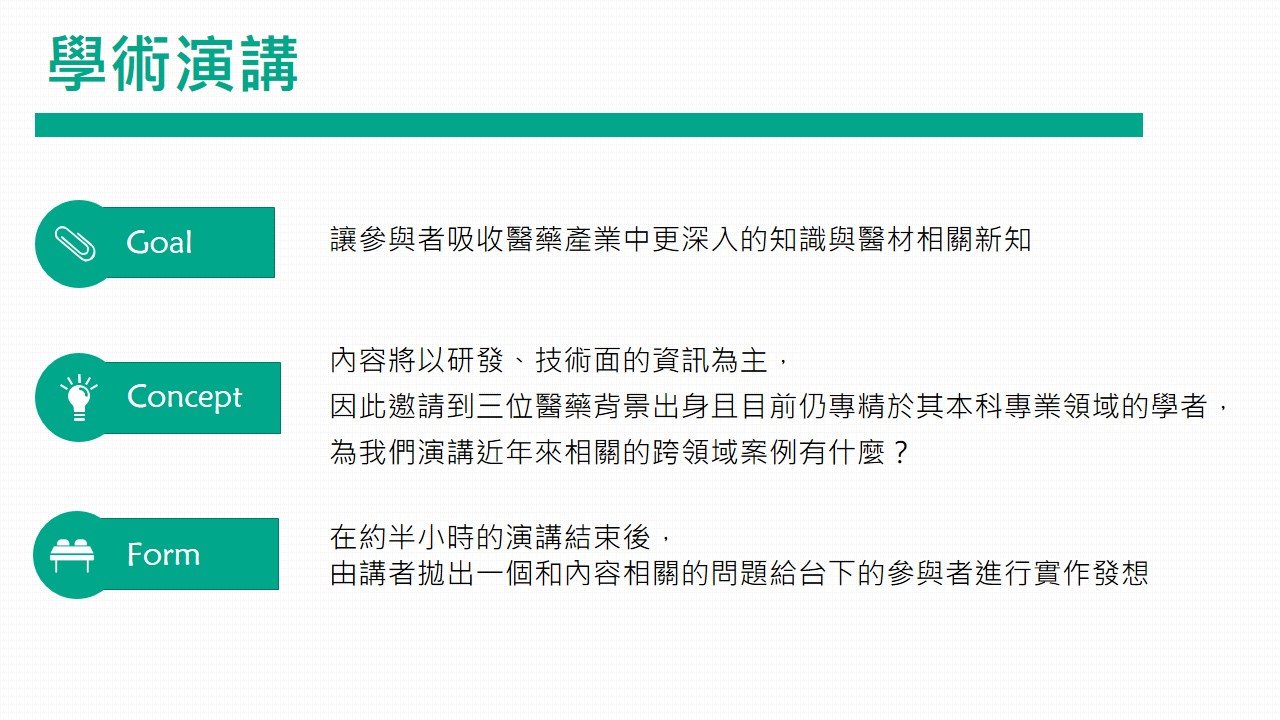 學術演講
Goal
讓參與者吸收醫藥產業中更深入的知識與醫材相關新知
Concept
內容將以研發、技術面的資訊為主，
因此邀請到三位醫藥背景出身且目前仍專精於其本科專業領域的學者，
為我們演講近年來相關的跨領域案例有什麼？
Form
在約半小時的演講結束後，
由講者拋出一個和內容相關的問題給台下的參與者進行實作發想